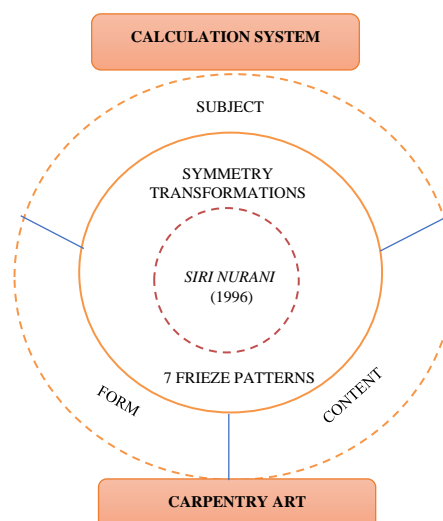 CALCULATION SYSTEM
SUBJECT
SYMMETRY
TRANSFORMATIONS
SIRI NURANI
(1996)
7 FRIEZE PATTERNS
FORM
CONTENT
CARPENTRY ART